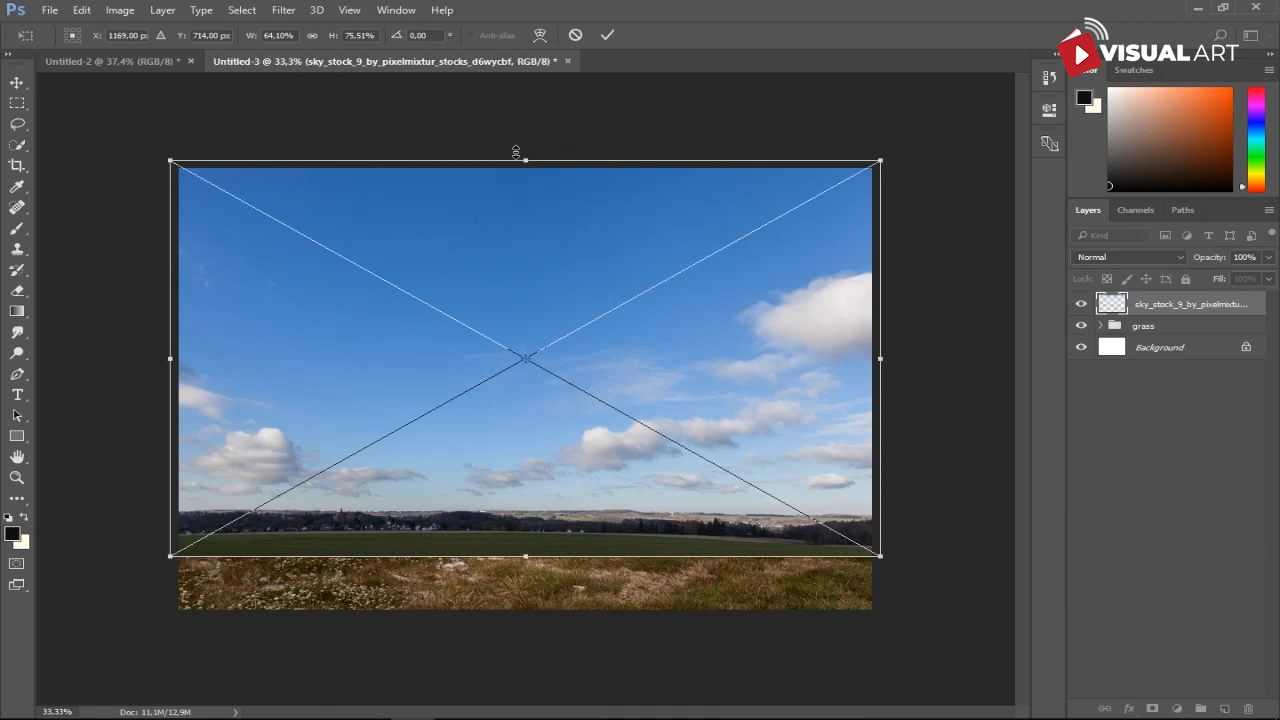 Ps File Edit Image Layer Type Select Filter 3D View Window Help
X: 1169,00 px Y: 714,00 px W: 64,10% H: 75,51% 0,00 ° Anti-alias
VISUAL ART
Untitled-2 @ 37,4% (RGB/8) * × Untitled-3 @ 33,3% (sky_stock_9_by_pixelmixtur_stocks_d6wycbf, RGB/8) * ×
Swatches
Layers Channels Paths
Kind
Normal Opacity: 100%
Lock: Fill: 100%
sky_stock_9_by_pixelmixtu...
grass
Background
33,33% Doc: 11,1M/12,9M